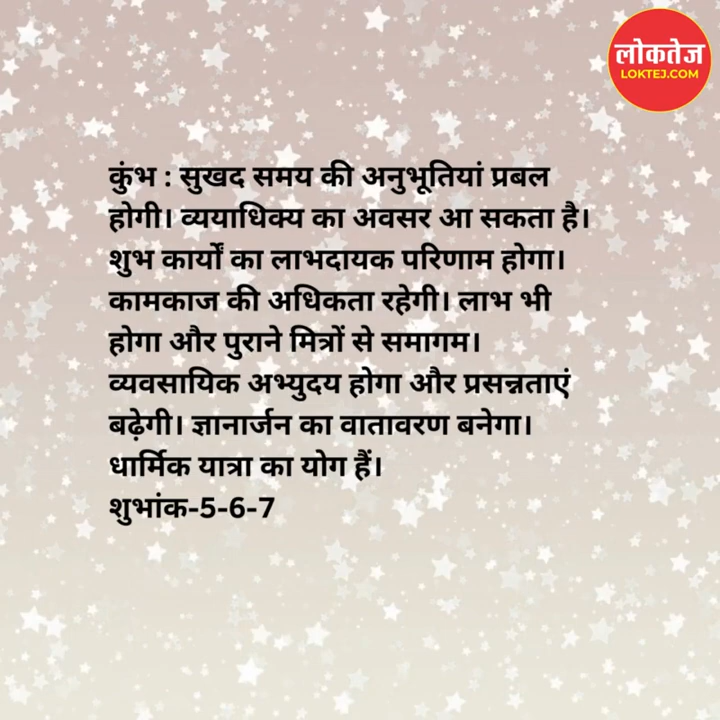 लोकतेज
LOKTEJ.COM
कुंभ : सुखद समय की अनुभूतियां प्रबल
होगी। व्ययाधिक्य का अवसर आ सकता है।
शुभ कार्यों का लाभदायक परिणाम होगा।
कामकाज की अधिकता रहेगी। लाभ भी
होगा और पुराने मित्रों से समागम।
व्यवसायिक अभ्युदय होगा और प्रसन्नताएं
बढ़ेगी। ज्ञानार्जन का वातावरण बनेगा।
धार्मिक यात्रा का योग हैं।
शुभांक-5-6-7